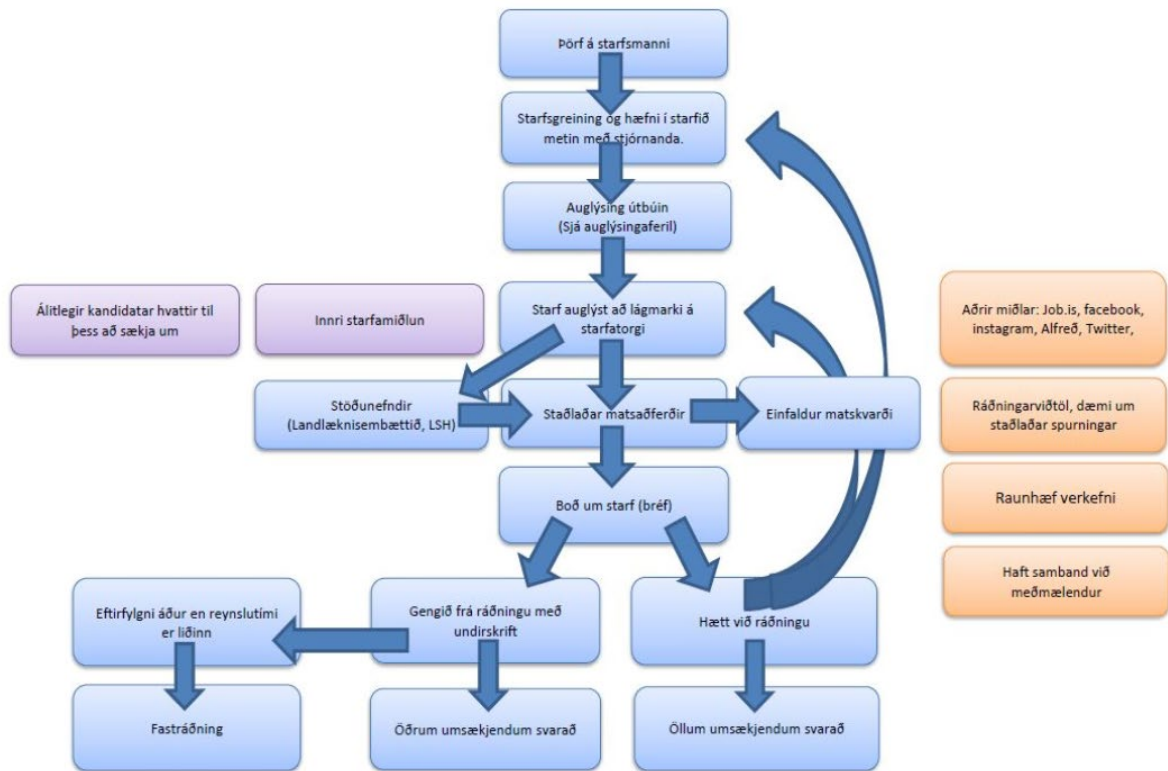 Þörf á starfsmanni
Starfsgreining og hæfni í starfið
metin með stjórnanda.
Auglýsing útbúin
(Sjá auglýsingaferil)
Álitlegir kandidatar hvattir til
þess að sækja um
Innri starfamiðlun
Starf auglýst að lágmarki á
starfatorgi
Aðrir miðlar: Job.is, facebook,
instagram, Alfreð, Twitter,
Stöðunefndir
(Landlæknisembættið, LSH)
Staðlaðar matsaðferðir
Einfaldur matskvarði
Ráðningarviðtöl, dæmi um
staðlaðar spurningar
Boð um starf (bréf)
Raunhæf verkefni
Haft samband við
meðmælendur
Eftirfylgni áður en reynslutími
er liðinn
Gengið frá ráðningu með
undirskrift
Hætt við ráðningu
Fastráðning
Öðrum umsækjendum svarað
Öllum umsækjendum svarað